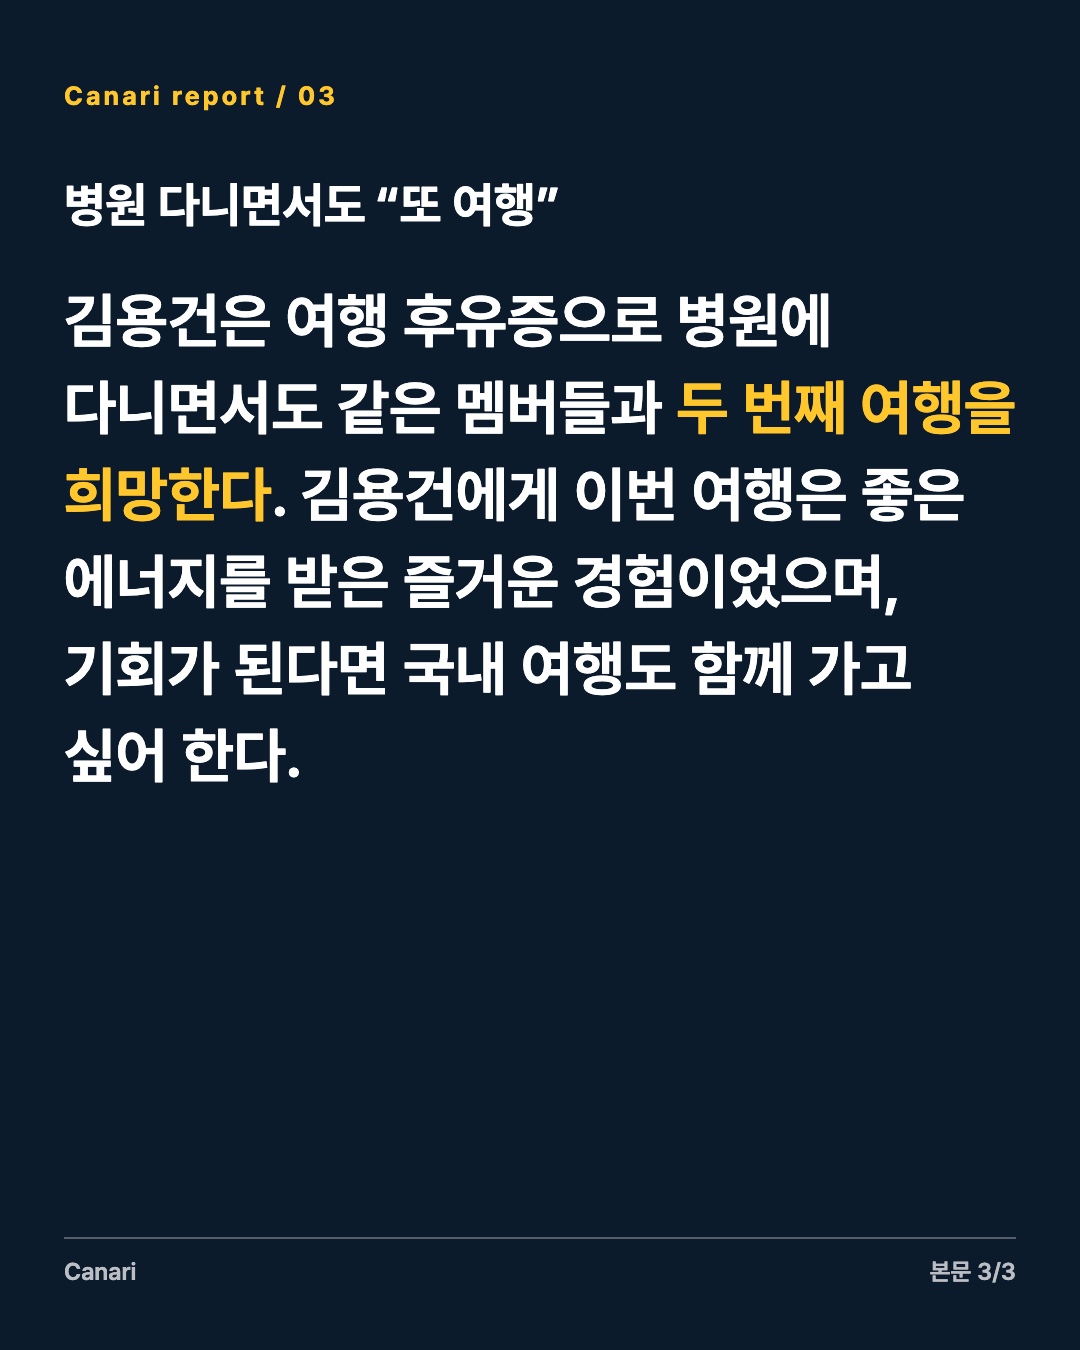 Canari report / 03
병원 다니면서도 “또 여행”
김용건은 여행 후유증으로 병원에
다니면서도 같은 멤버들과 두 번째 여행을
희망한다. 김용건에게 이번 여행은 좋은
에너지를 받은 즐거운 경험이었으며,
기회가 된다면 국내 여행도 함께 가고
싶어 한다.
Canari
본문 3/3